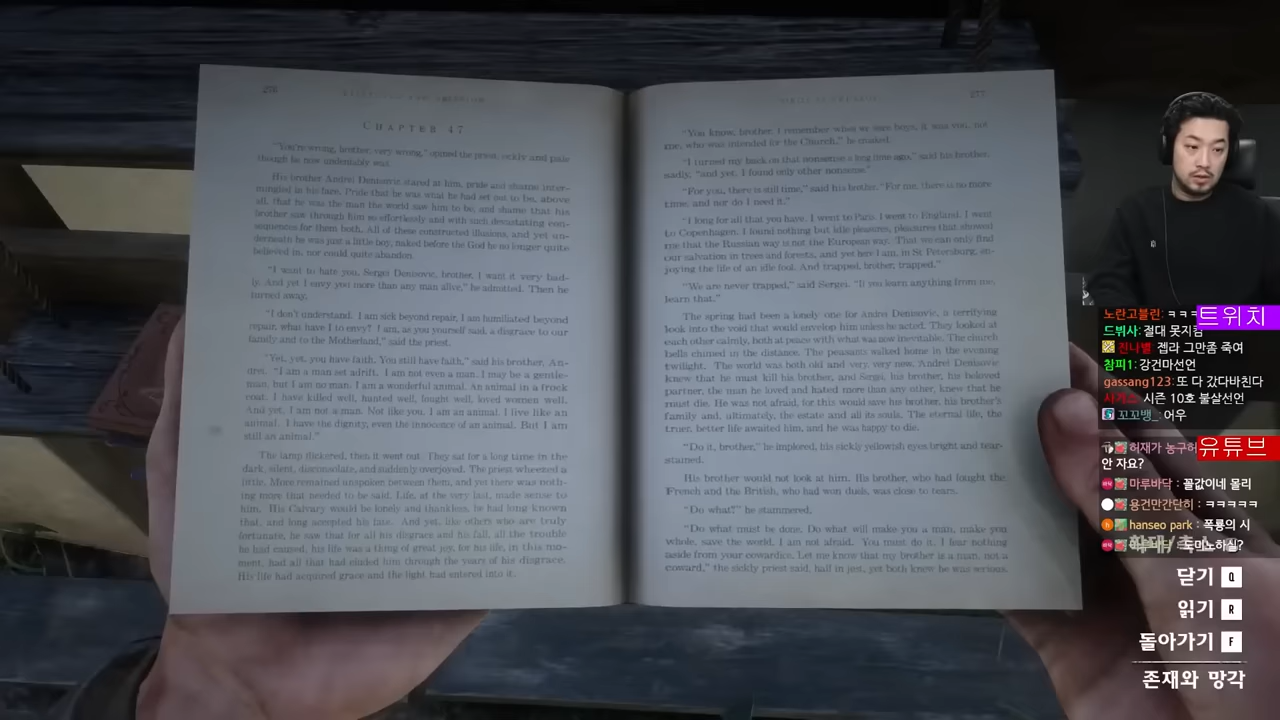 276
CHAPTER 47
"You're wrong, brother, very wrong," opined the priest, sickly and pale
though he now undeniably was.
His brother Andrei Denisovic stared at him, pride and shame inter-
mingled in his face. Pride that he was what he had set out to be, above
all, that he was the man the world saw him to be, and shame that his
brother saw through him so effortlessly and with such devastating con-
sequences for them both. All of these constructed illusions, and yet un-
derneath he was just a little boy, naked before the God he no longer quite
believed in, nor could quite abandon.
"I want to hate you, Sergei Denisovic, brother, I want it very bad-
ly. And yet I envy you more than any man alive," he admitted. Then he
turned away.
"I don't understand. I am sick beyond repair, I am humiliated beyond
repair, what have I to envy? I am, as you yourself said, a disgrace to our
family and to the Motherland," said the priest.
"Yet, yet, you have faith. You still have faith," said his brother, An-
drei. "I am a man set adrift. I am not even a man. I may be a gentle-
man, but I am no man. I am a wonderful animal. An animal in a frock
coat. I have killed well, hunted well, fought well, loved women well.
And yet, I am not a man. Not like you. I am an animal. I live like an
animal. I have the dignity, even the innocence of an animal. But I am
still an animal."
The lamp flickered, then it went out. They sat for a long time in the
dark, silent, disconsolate, and suddenly overjoyed. The priest wheezed a
little. More remained unspoken between them, and yet there was noth-
ing more that needed to be said. Life, at the very last, made sense to
him. His Calvary would be lonely and thankless, he had long known
that, and long accepted his fate. And yet, like others who are truly
fortunate, he saw that for all his disgrace and his fall, all the trouble
he had caused, his life was a thing of great joy, for his life, in this mo-
ment, had all that had eluded him through the years of his disgrace.
His life had acquired grace and the light had entered into it.
277
"You know, brother, I remember when we were boys, it was you, not
me, who was intended for the Church," he croaked.
"I turned my back on that nonsense a long time ago," said his brother,
sadly, "and yet, I found only other nonsense."
"For you, there is still time," said his brother. "For me, there is no more
time, and nor do I need it."
"I long for all that you have. I went to Paris. I went to England. I went
to Copenhagen. I found nothing but idle pleasures, pleasures that showed
me that the Russian way is not the European way. That we can only find
our salvation in trees and forests, and yet here I am, in St Petersburg, en-
joying the life of an idle fool. And trapped, brother, trapped."
"We are never trapped," said Sergei. "If you learn anything from me,
learn that."
The spring had been a lonely one for Andrei Denisovic, a terrifying
look into the void that would envelop him unless he acted. They looked at
each other calmly, both at peace with what was now inevitable. The church
bells chimed in the distance. The peasants walked home in the evening
twilight. The world was both old and very, very new. Andrei Denisovic
knew that he must kill his brother, and Sergei, his brother, his beloved
partner, the man he loved and hated more than any other, knew that he
must die. He was not afraid, for this would save his brother, his brother's
family and, ultimately, the estate and all its souls. The eternal life, the
truer, better life awaited him, and he was happy to die.
"Do it, brother," he implored, his sickly yellowish eyes bright and tear-
stained.
His brother would not look at him. His brother, who had fought the
French and the British, who had won duels, was close to tears.
"Do what?" he stammered.
"Do what must be done. Do what will make you a man, make you
whole, save the world. I am not afraid. You must do it. I fear nothing
aside from your cowardice. Let me know that my brother is a man, not a
coward," the sickly priest said, half in jest, yet both knew he was serious.
노란고블린: ㅋㅋㅋ
트위치
드뷔사: 절대 못지킴
진나별 젭라 그만좀 죽여
참피1: 강건마선언
gassang123: 또 다 갔다바친다
시즌 10호 불살선언
꼬꼬뱅_: 어우
허재가 농구허
유튜브
안 자요?
마루바닥 : 꼴값이네 몰리
용건만간단히 : ㅋㅋㅋㅋㅋ
hanseo park : 폭룡의 시
닫기 Q
읽기 R
돌아가기 F
존재와 망각